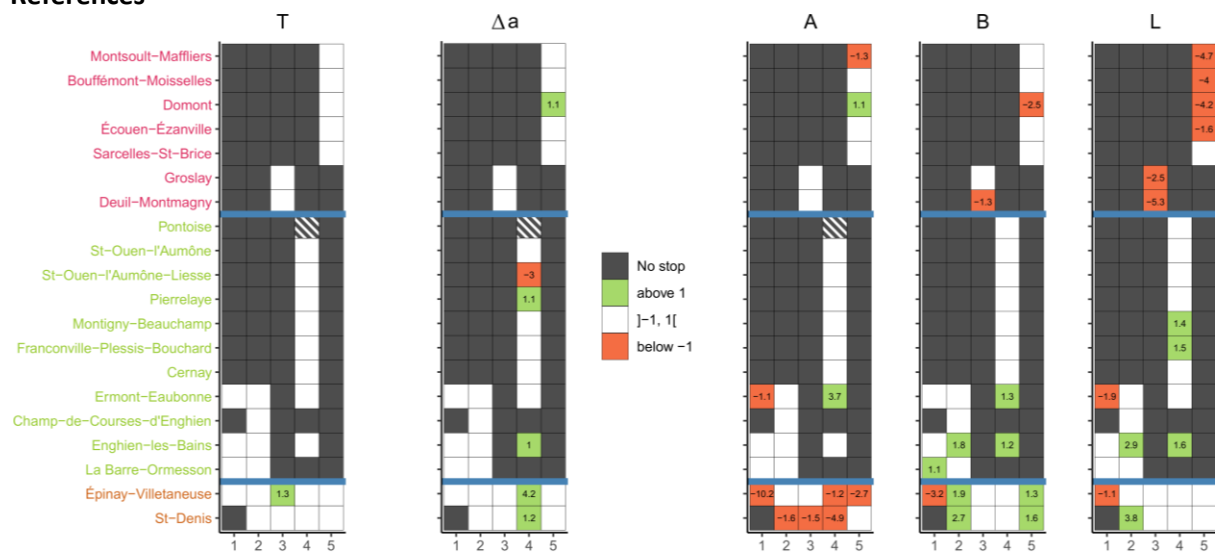 References
T Δa A B L
Montsoult−Maffliers −1.3 −4.7
Bouffémont−Moisselles −4
Domont 1.1 1.1 −2.5 −4.2
Écouen−Ézanville −1.6
Sarcelles−St−Brice
Groslay −2.5
Deuil−Montmagny −1.3 −5.3
Pontoise
St−Ouen−l'Aumône
St−Ouen−l'Aumône−Liesse −3
Pierrelaye 1.1
Montigny−Beauchamp 1.4
Franconville−Plessis−Bouchard 1.5
Cernay
Ermont−Eaubonne −1.1 3.7 1.3 −1.9
Champ−de−Courses−d'Enghien
Enghien−les−Bains 1 1.8 1.2 2.9 1.6
La Barre−Ormesson 1.1
Épinay−Villetaneuse 1.3 4.2 −10.2 −1.2 −2.7 −3.2 1.9 1.3 −1.1
St−Denis 1.2 −1.6 −1.5 −4.9 2.7 1.6 3.8
1 2 3 4 5 1 2 3 4 5 1 2 3 4 5 1 2 3 4 5 1 2 3 4 5
No stop
above 1
]−1, 1[
below −1